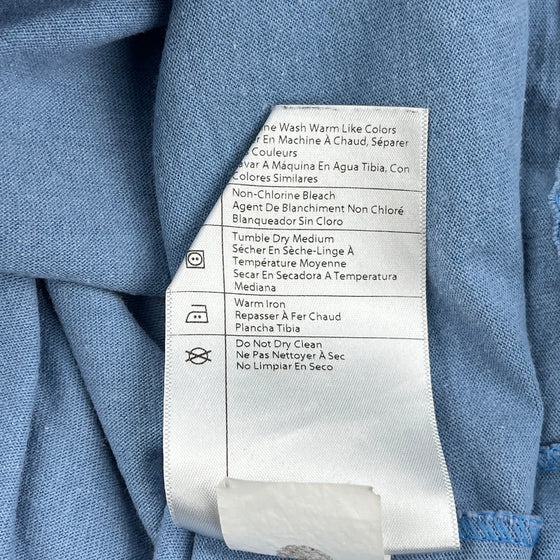 Wash Warm Like Colors
En Machine À Chaud, Séparer
Couleurs
A Máquina En Agua Tibia, Con
Colores Similares
Non-Chlorine Bleach
Agent De Blanchiment Non Chloré
Blanqueador Sin Cloro
Tumble Dry Medium
Sécher En Sèche-Linge À
Température Moyenne
Secar En Secadora A Temperatura
Mediana
Warm Iron
Repasser À Fer Chaud
Plancha Tibia
Do Not Dry Clean
Ne Pas Nettoyer À Sec
No Limpiar En Seco